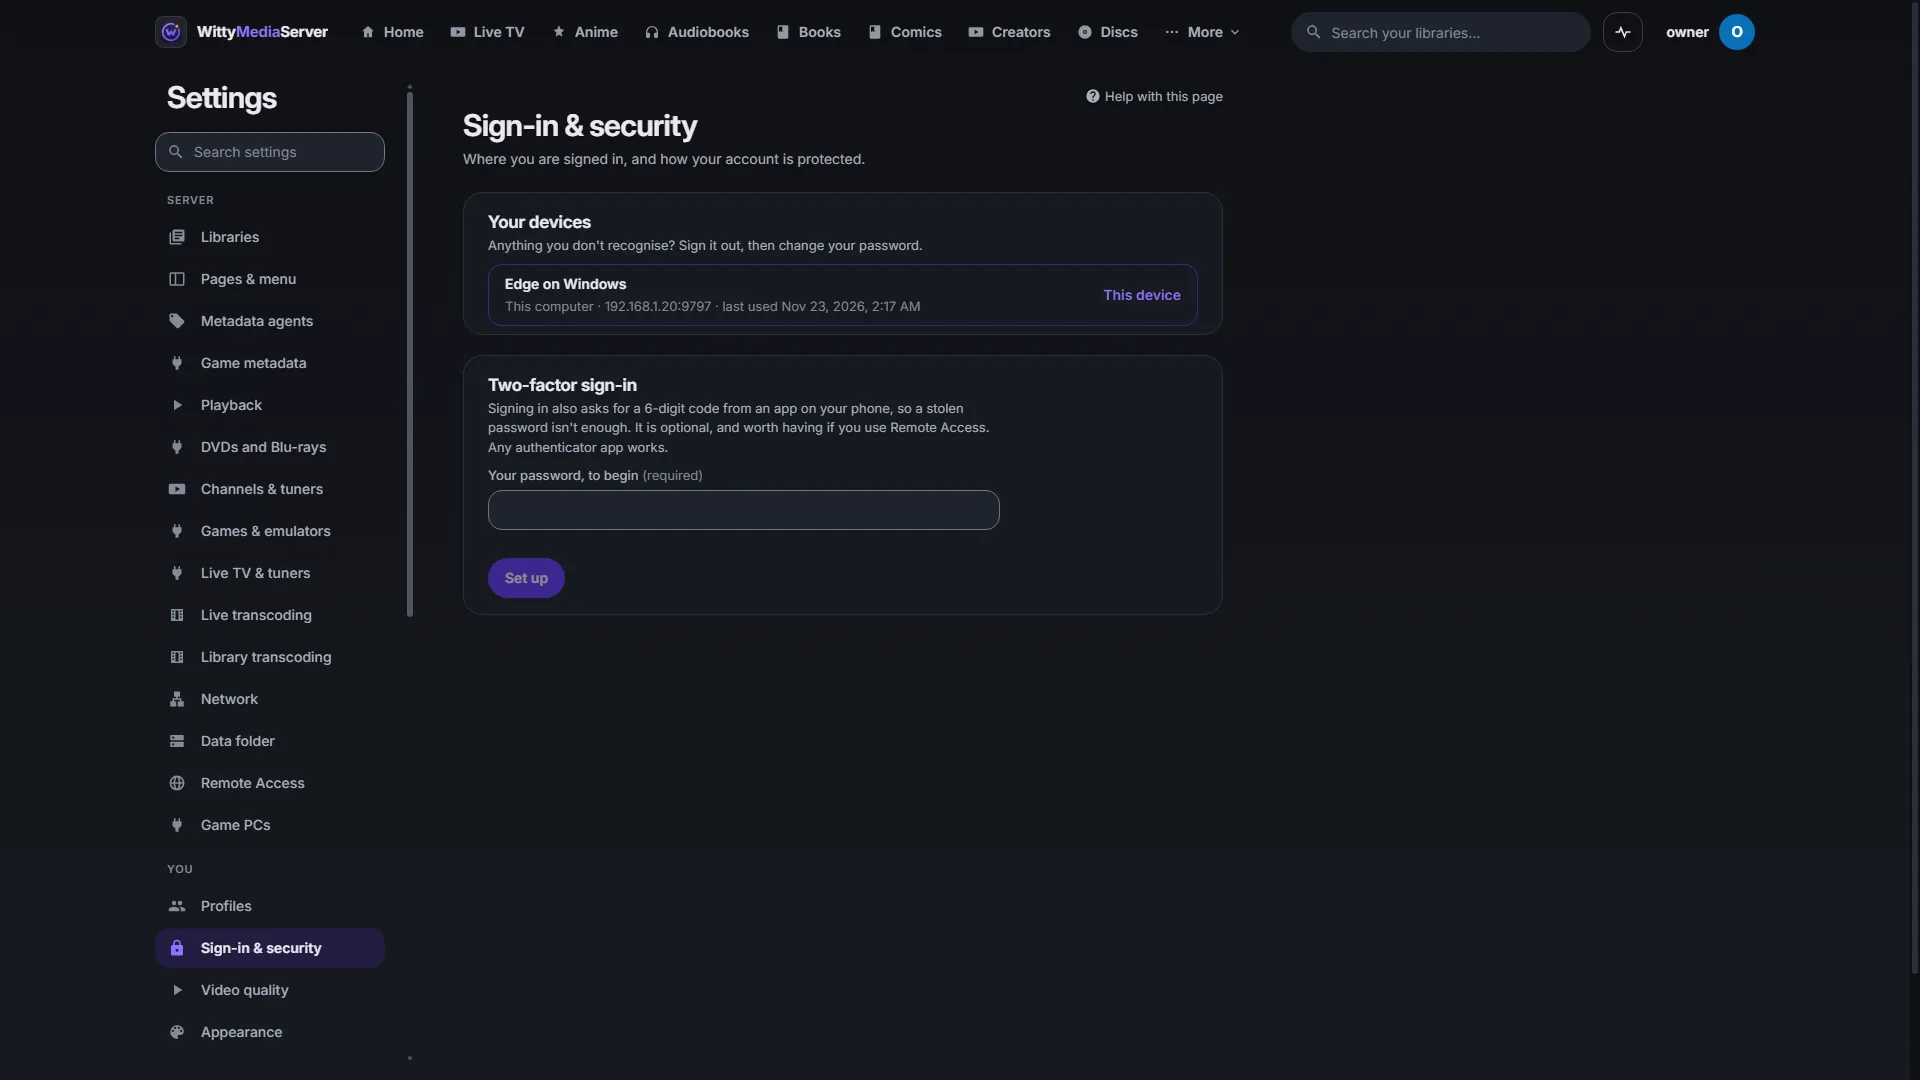 WittyMediaServer
Home
Live TV
Anime
Audiobooks
Books
Comics
Creators
Discs
More
Search your libraries...
owner
O
Settings
Search settings
SERVER
Libraries
Pages & menu
Metadata agents
Game metadata
Playback
DVDs and Blu-rays
Channels & tuners
Games & emulators
Live TV & tuners
Live transcoding
Library transcoding
Network
Data folder
Remote Access
Game PCs
YOU
Profiles
Sign-in & security
Video quality
Appearance
Help with this page
Sign-in & security
Where you are signed in, and how your account is protected.
Your devices
Anything you don't recognise? Sign it out, then change your password.
Edge on Windows
This computer · 192.168.1.20:9797 · last used Nov 23, 2026, 2:17 AM
This device
Two-factor sign-in
Signing in also asks for a 6-digit code from an app on your phone, so a stolen
password isn't enough. It is optional, and worth having if you use Remote Access.
Any authenticator app works.
Your password, to begin (required)
Set up